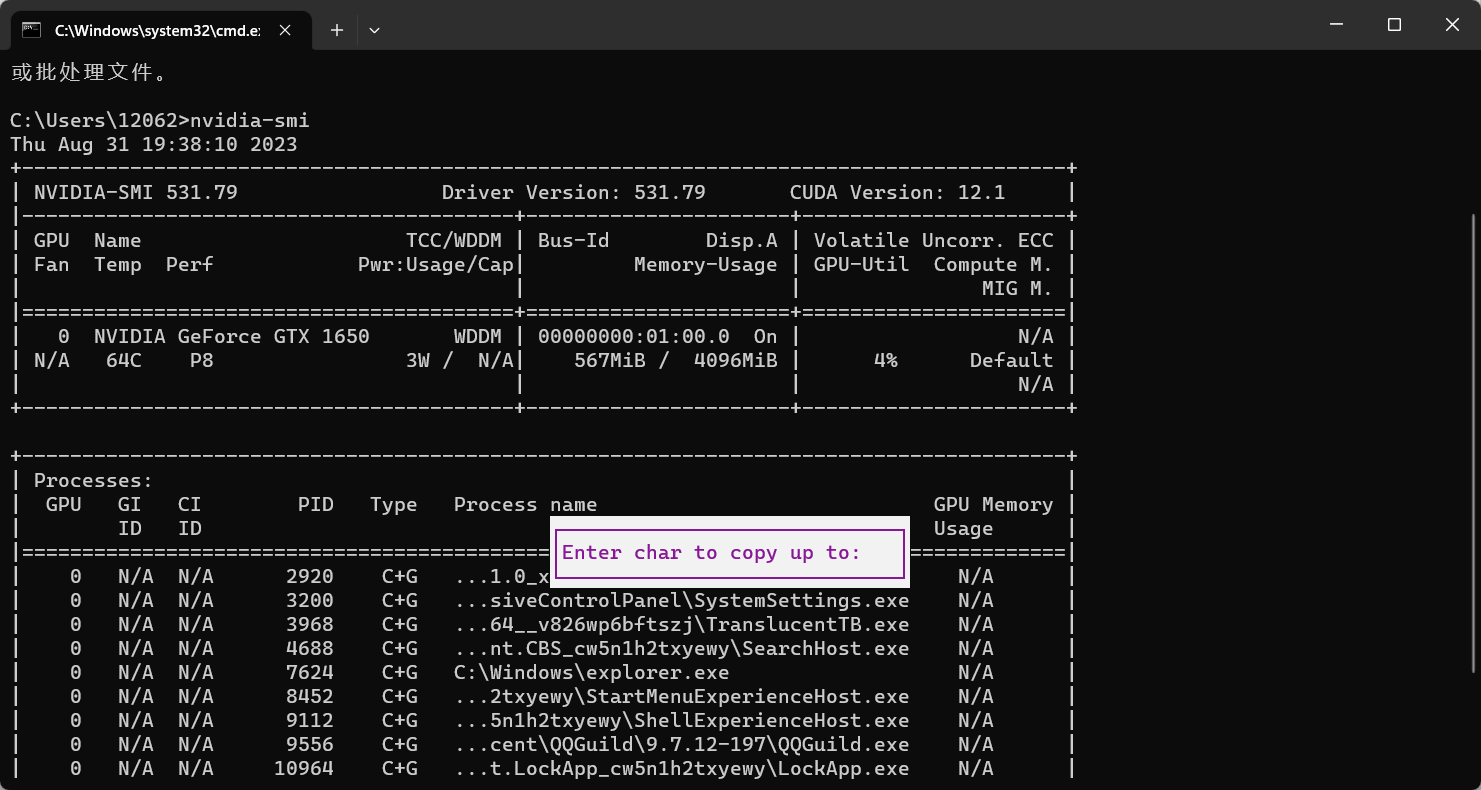 C:\Windows\system32\cmd.e
或批处理文件。
C:\Users\12062>nvidia-smi
Thu Aug 31 19:38:10 2023
+---------------------------------------------------------------------------------------+
| NVIDIA-SMI 531.79                 Driver Version: 531.79       CUDA Version: 12.1     |
|-----------------------------------------+----------------------+----------------------+
| GPU  Name                      TCC/WDDM | Bus-Id        Disp.A | Volatile Uncorr. ECC |
| Fan  Temp  Perf            Pwr:Usage/Cap|         Memory-Usage | GPU-Util  Compute M. |
|                                         |                      |               MIG M. |
|=========================================+======================+======================|
|   0  NVIDIA GeForce GTX 1650       WDDM | 00000000:01:00.0  On |                  N/A |
| N/A   64C    P8                3W /  N/A|    567MiB /  4096MiB |      4%      Default |
|                                         |                      |                  N/A |
+-----------------------------------------+----------------------+----------------------+
+---------------------------------------------------------------------------------------+
| Processes:                                                                            |
|  GPU   GI   CI        PID   Type   Process name                            GPU Memory |
|        ID   ID                                                             Usage      |
|=======================================================================================|
Enter char to copy up to:
|    0   N/A  N/A      2920    C+G   ...1.0_x                                  N/A      |
|    0   N/A  N/A      3200    C+G   ...siveControlPanel\SystemSettings.exe    N/A      |
|    0   N/A  N/A      3968    C+G   ...64__v826wp6bftszj\TranslucentTB.exe    N/A      |
|    0   N/A  N/A      4688    C+G   ...nt.CBS_cw5n1h2txyewy\SearchHost.exe    N/A      |
|    0   N/A  N/A      7624    C+G   C:\Windows\explorer.exe                   N/A      |
|    0   N/A  N/A      8452    C+G   ...2txyewy\StartMenuExperienceHost.exe    N/A      |
|    0   N/A  N/A      9112    C+G   ...5n1h2txyewy\ShellExperienceHost.exe    N/A      |
|    0   N/A  N/A      9556    C+G   ...cent\QQGuild\9.7.12-197\QQGuild.exe    N/A      |
|    0   N/A  N/A     10964    C+G   ...t.LockApp_cw5n1h2txyewy\LockApp.exe    N/A      |